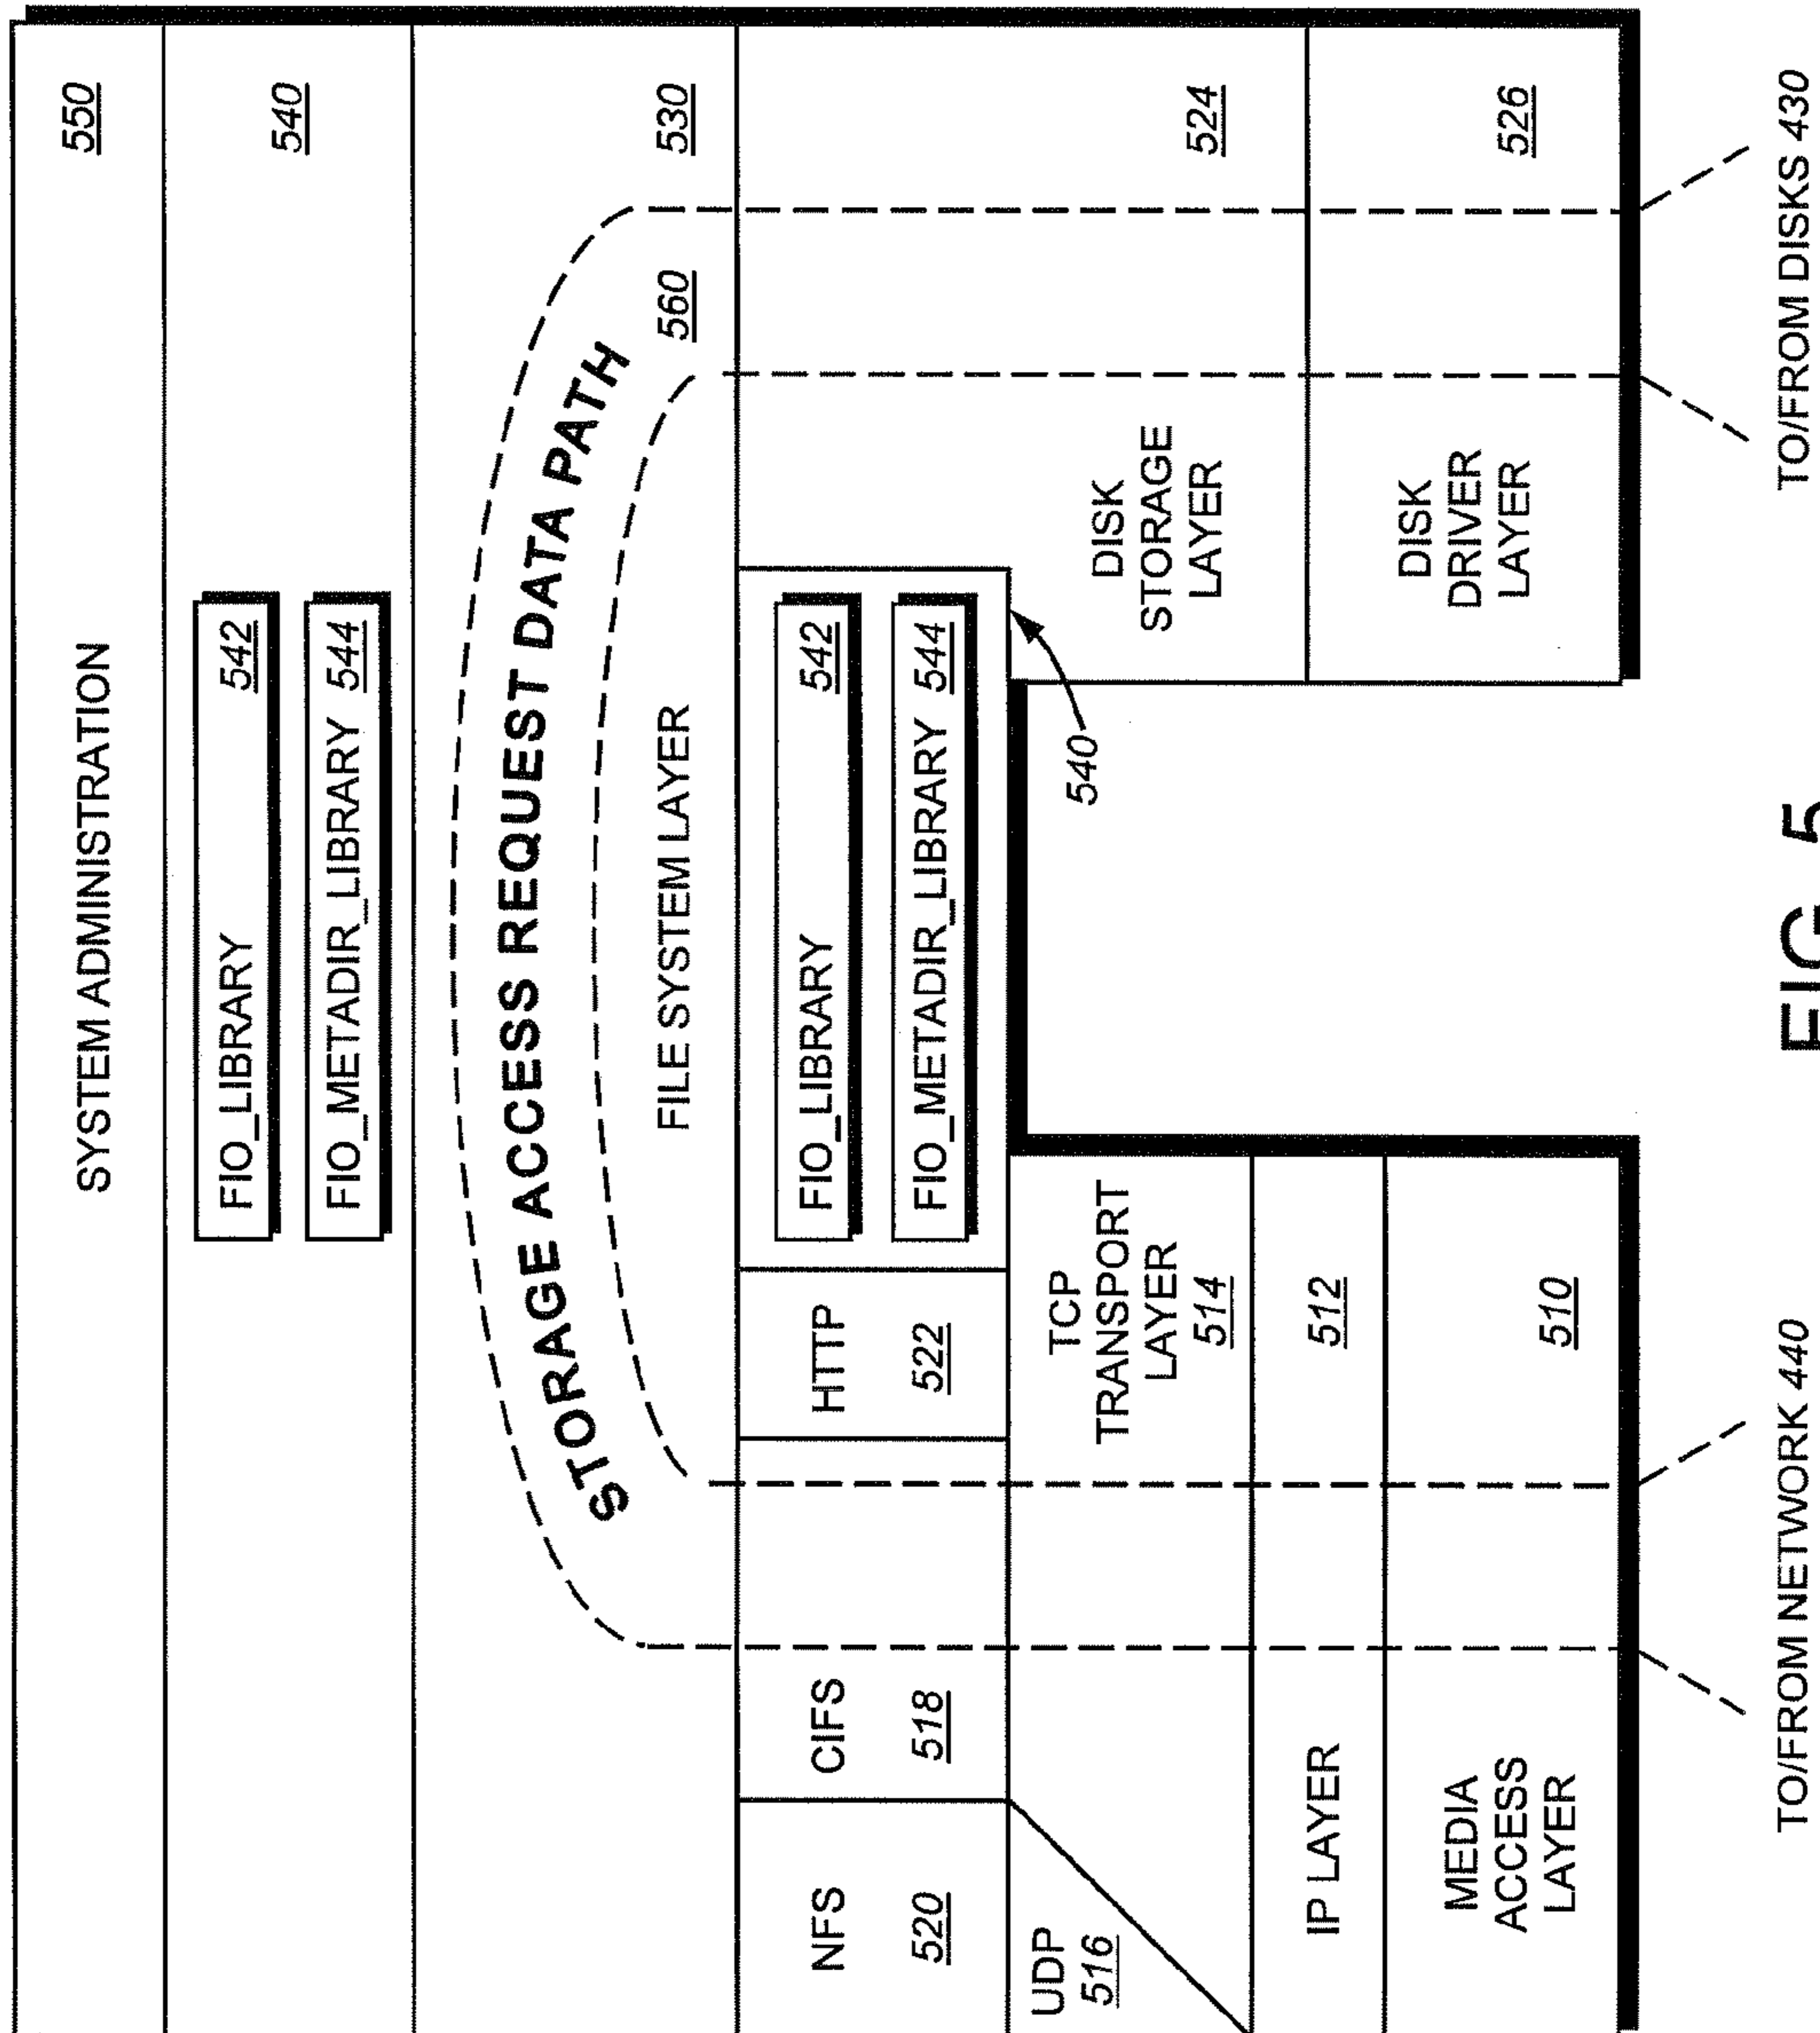 SYSTEM ADMINISTRATION 550
540
FIO_LIBRARY 542
FIO_METADIR_LIBRARY 544
STORAGE ACCESS REQUEST DATA PATH
560
FILE SYSTEM LAYER 530
NFS
520
CIFS
518
HTTP
522
FIO_LIBRARY 542
FIO_METADIR_LIBRARY 544
540
UDP
516
TCP
TRANSPORT
LAYER
514
IP LAYER 512
MEDIA
ACCESS
LAYER
510
DISK
STORAGE
LAYER
524
DISK
DRIVER
LAYER
526
TO/FROM NETWORK 440
TO/FROM DISKS 430
FIG. 5